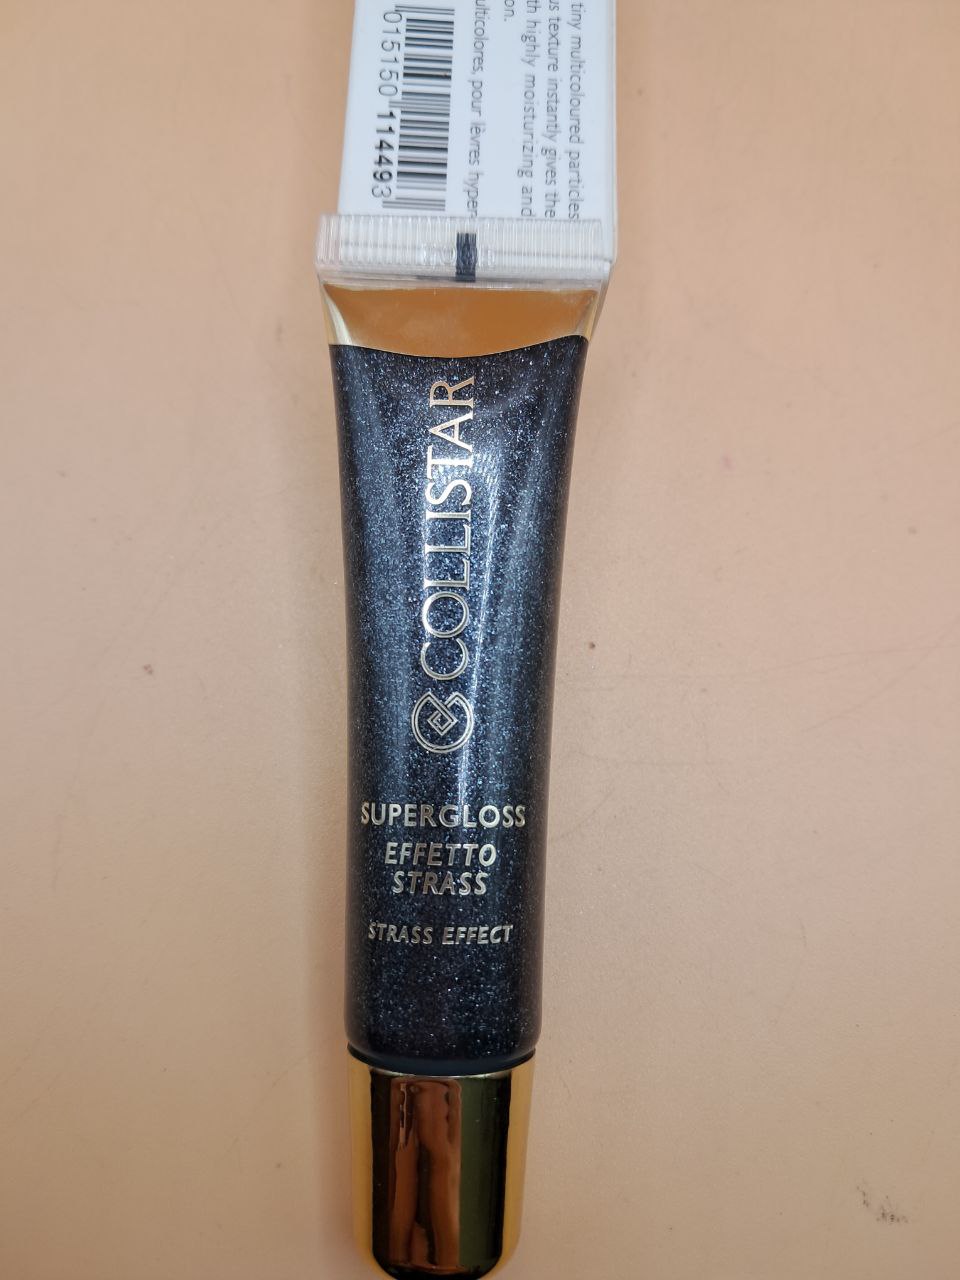 tiny multicoloured particles
us texture instantly gives the
th highly moisturizing and
on.
ulticolores, pour lèvres hyper-
015150 114493
COLLISTAR
SUPERGLOSS
EFFETTO
STRASS
STRASS EFFECT